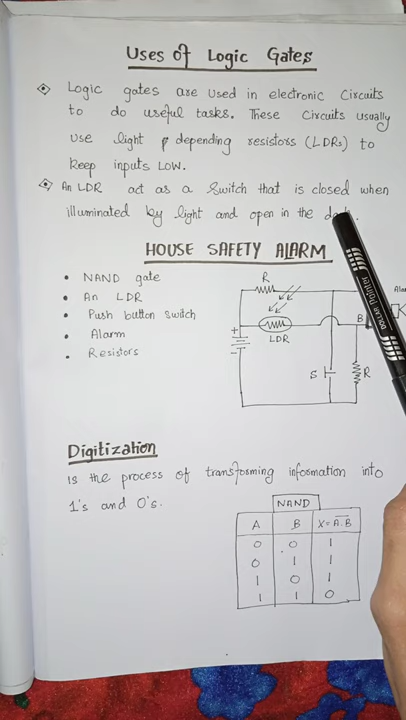 Uses of Logic Gates
Logic gates are used in electronic circuits
to do useful tasks. These circuits usually
use light depending resistors (LDRs) to
keep inputs LOW.
An LDR act as a switch that is closed when
illuminated by light and open in the
HOUSE SAFETY ALARM
• NAND gate
• An LDR
• Push button switch
• Alarm
• Resistors
R
+
-
LDR
B
S
R
Digitization
is the process of transforming information into
1's and 0's.
NAND
A B X = A.B
0 0 1
0 1 1
1 0 1
1 1 0
DOLLAR Pointer